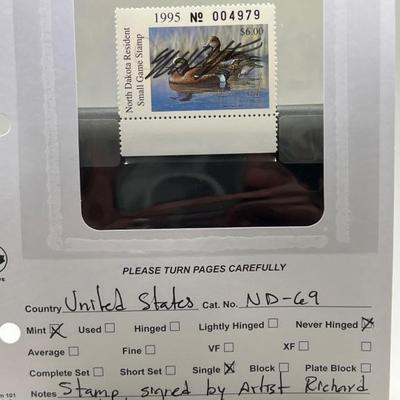 1995 No 004979
$6.00
North Dakota Resident
Small Game Stamp
PLEASE TURN PAGES CAREFULLY
Country United States Cat. No. ND-69
Mint Used Hinged Lightly Hinged Never Hinged
Average Fine VF XF
Complete Set Short Set Single Block Plate Block
Notes Stamp, signed by Artist Richard
101